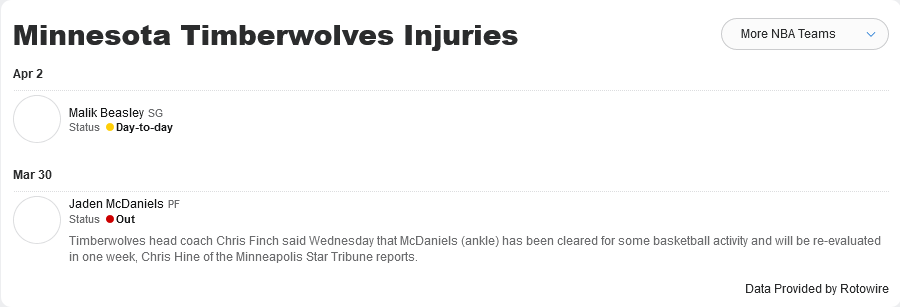 Minnesota Timberwolves Injuries
More NBA Teams
Apr 2
Malik Beasley SG
Status Day-to-day
Mar 30
Jaden McDaniels PF
Status Out
Timberwolves head coach Chris Finch said Wednesday that McDaniels (ankle) has been cleared for some basketball activity and will be re-evaluated
in one week, Chris Hine of the Minneapolis Star Tribune reports.
Data Provided by Rotowire